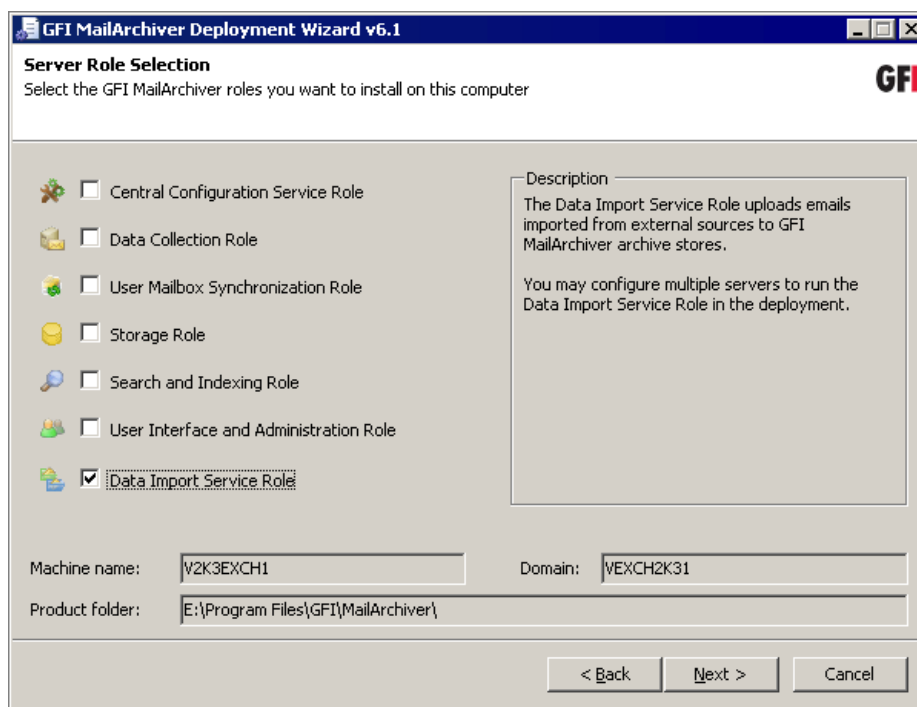 GFI MailArchiver Deployment Wizard v6.1
Server Role Selection
Select the GFI MailArchiver roles you want to install on this computer
GFI
Central Configuration Service Role
Data Collection Role
User Mailbox Synchronization Role
Storage Role
Search and Indexing Role
User Interface and Administration Role
Data Import Service Role
Description
The Data Import Service Role uploads emails
imported from external sources to GFI
MailArchiver archive stores.
You may configure multiple servers to run the
Data Import Service Role in the deployment.
Machine name: V2K3EXCH1 Domain: VEXCH2K31
Product folder: E:\Program Files\GFI\MailArchiver\
< Back Next > Cancel